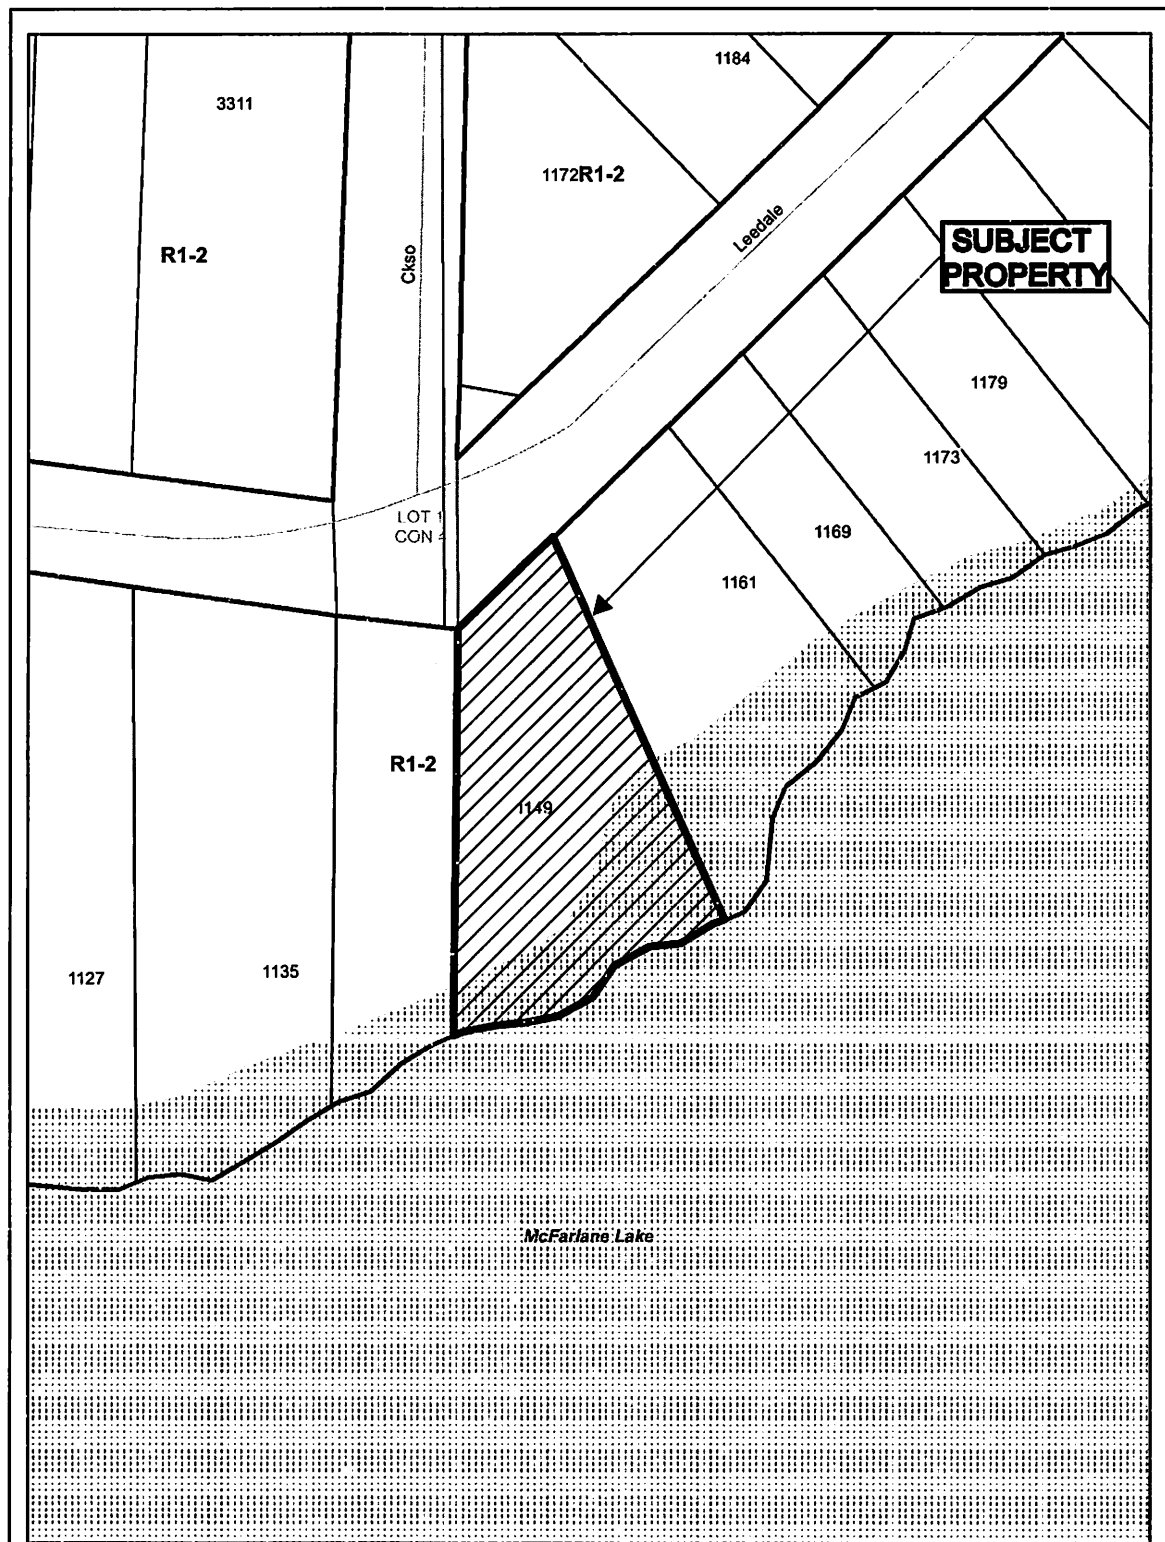 1184
3311
1172R1-2
Leedale
SUBJECT
PROPERTY
R1-2
Ckso
1179
1173
LOT 1
CON 4
1169
1161
R1-2
1149
1127
1135
McFarlane Lake